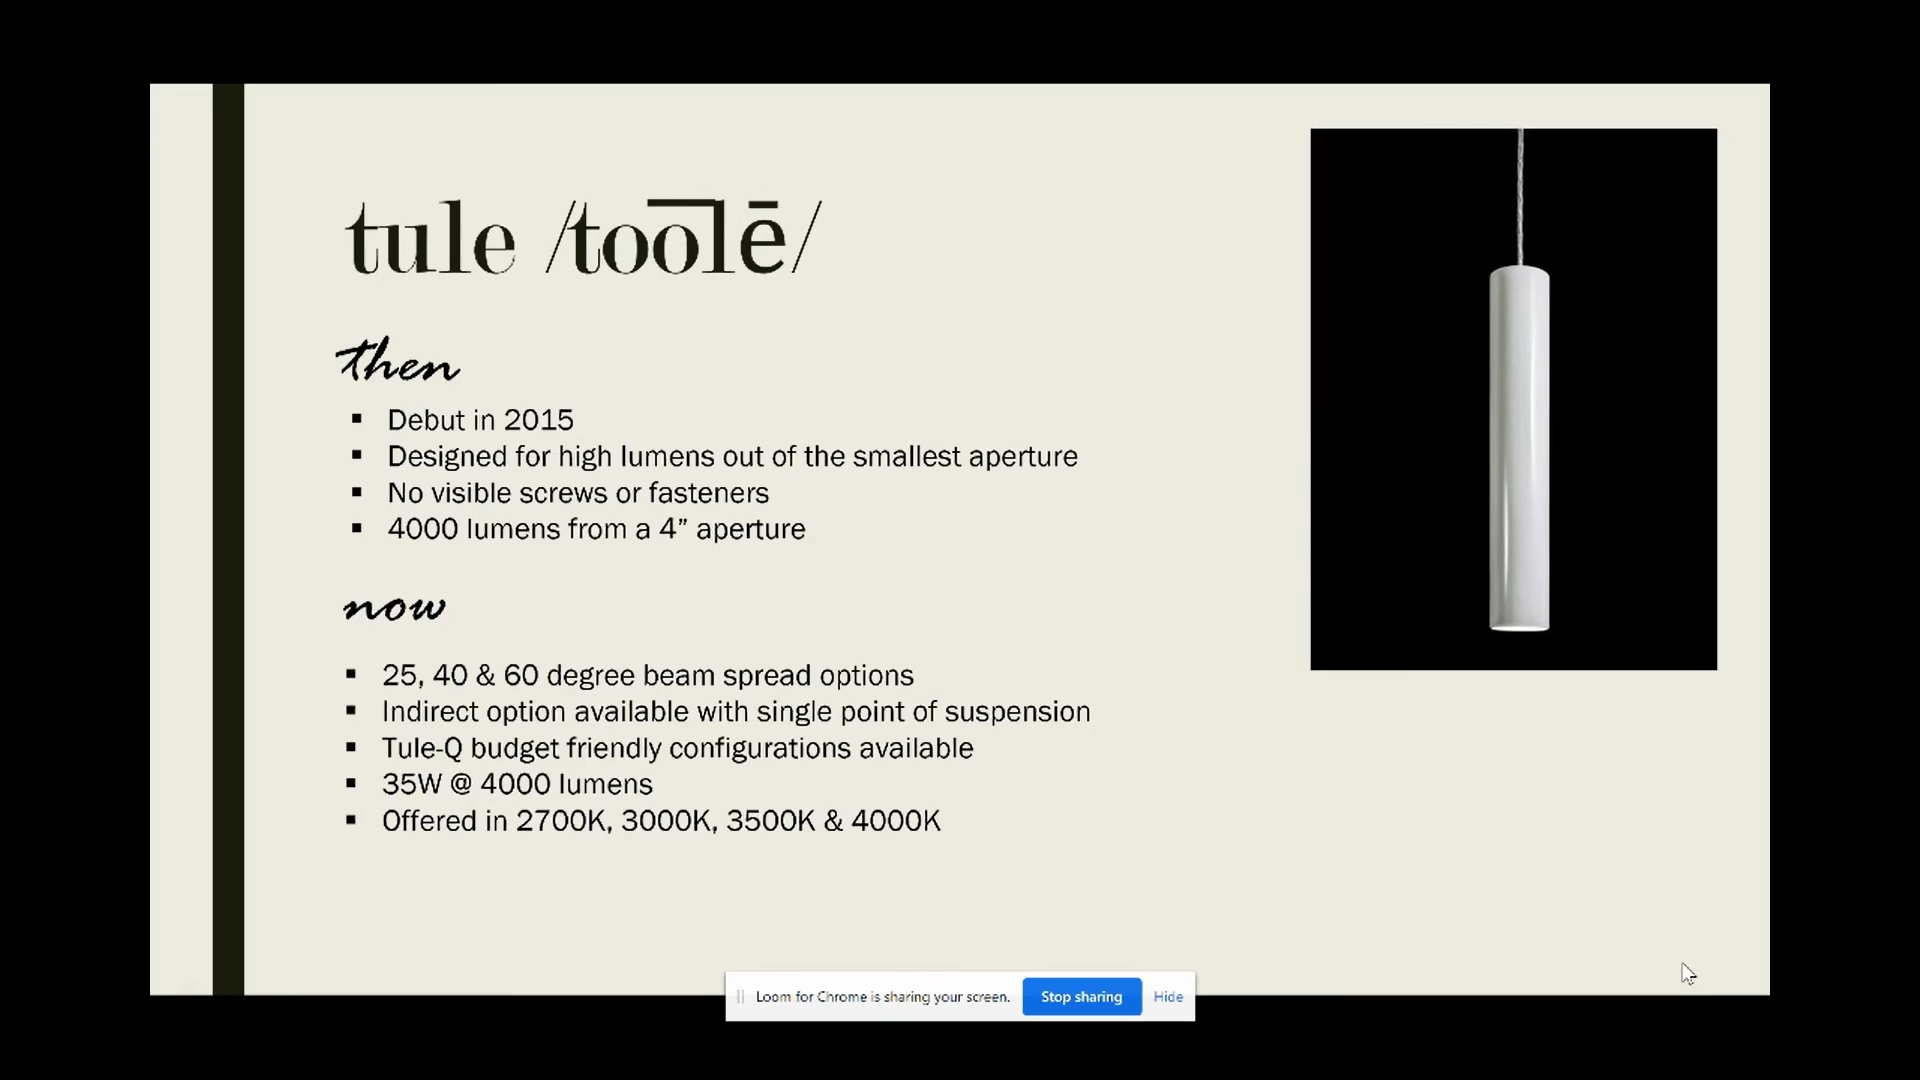 tule /to͞olē/
then
▪ Debut in 2015
▪ Designed for high lumens out of the smallest aperture
▪ No visible screws or fasteners
▪ 4000 lumens from a 4” aperture
now
▪ 25, 40 & 60 degree beam spread options
▪ Indirect option available with single point of suspension
▪ Tule-Q budget friendly configurations available
▪ 35W @ 4000 lumens
▪ Offered in 2700K, 3000K, 3500K & 4000K
Loom for Chrome is sharing your screen. Stop sharing Hide